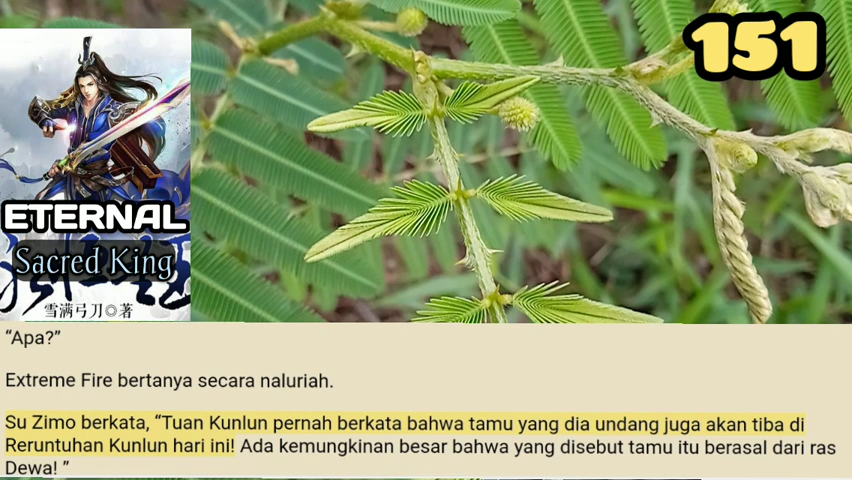 151
ETERNAL
Sacred King
雪满弓刀◎著
“Apa?”
Extreme Fire bertanya secara naluriah.
Su Zimo berkata, “Tuan Kunlun pernah berkata bahwa tamu yang dia undang juga akan tiba di
Reruntuhan Kunlun hari ini! Ada kemungkinan besar bahwa yang disebut tamu itu berasal dari ras
Dewa! ”